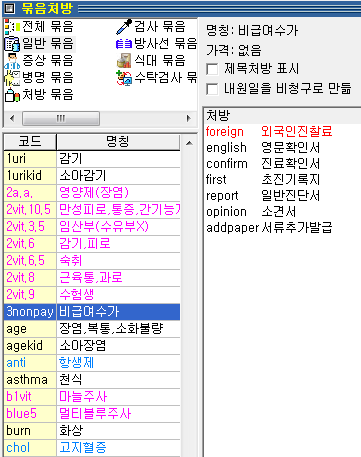 묶음처방
전체 묶음
검사 묶음
일반 묶음
방사선 묶음
증상 묶음
식대 묶음
병명 묶음
수탁검사 묶음
처방 묶음
명칭: 비급여수가
가격: 없음
제목처방 표시
내원일을 비청구로 만듦
코드 명칭
1uri 감기
1urikid 소아감기
2a.a. 영양제(장염)
2vit.10.5 만성피로,통증,간기능
2vit.3.5 임산부(수유부X)
2vit.6 감기,피로
2vit.6.5 숙취
2vit.8 근육통,과로
2vit.9 수험생
3nonpay 비급여수가
age 장염,복통,소화불량
agekid 소아장염
anti 항생제
asthma 천식
b1vit 마늘주사
blue5 멀티블루주사
burn 화상
chol 고지혈증
처방
foreign 외국인진찰료
english 영문확인서
confirm 진료확인서
first 초진기록지
report 일반진단서
opinion 소견서
addpaper 서류추가발급